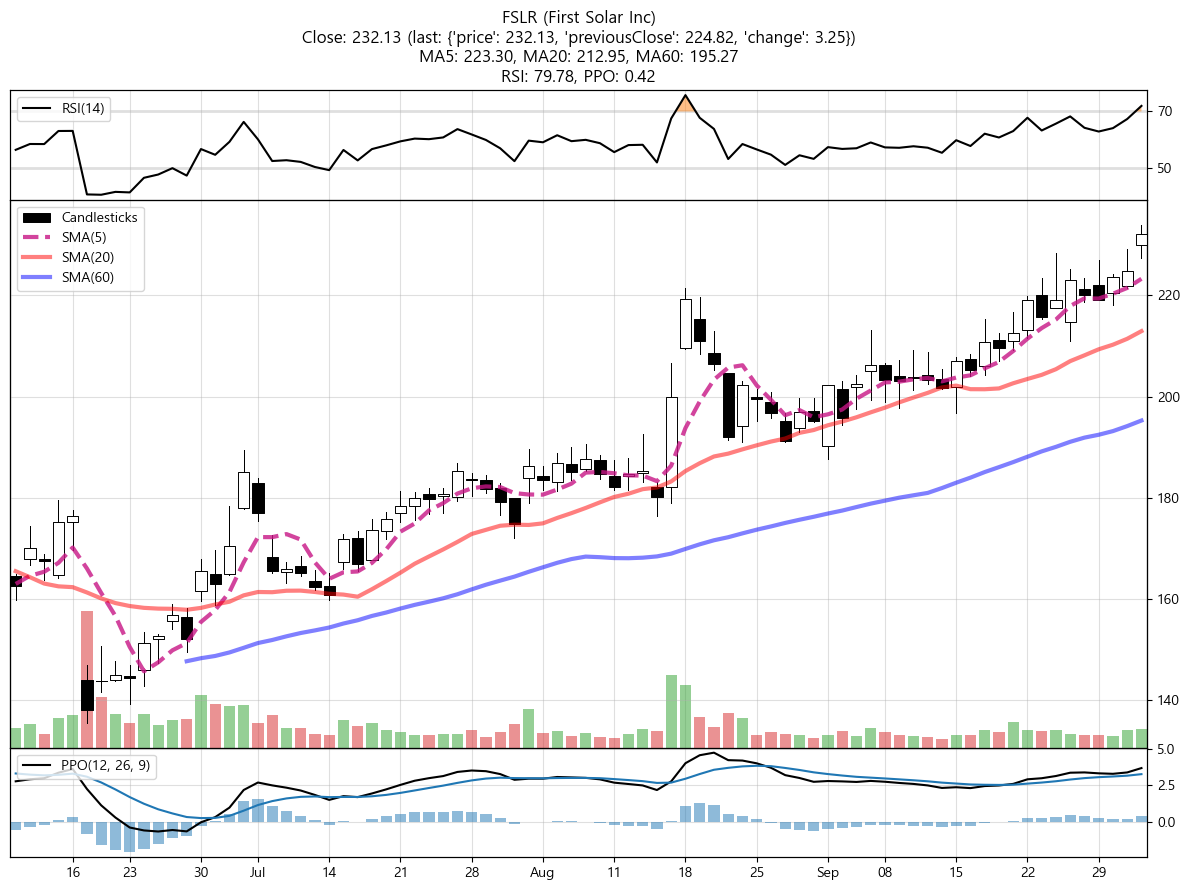 FSLR (First Solar Inc)
Close: 232.13 (last: {'price': 232.13, 'previousClose': 224.82, 'change': 3.25})
MA5: 223.30, MA20: 212.95, MA60: 195.27
RSI: 79.78, PPO: 0.42
RSI(14)
70
50
Candlesticks
SMA(5)
SMA(20)
SMA(60)
220
200
180
160
140
PPO(12, 26, 9)
5.0
2.5
0.0
16 23 30 Jul 14 21 28 Aug 11 18 25 Sep 08 15 22 29